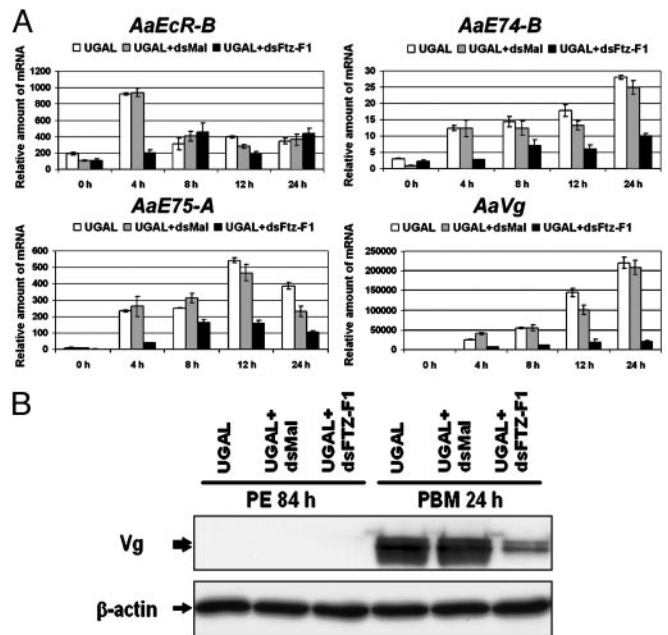 A
AaEcR-B
UGAL UGAL+dsMal UGAL+dsFtz-F1
Relative amount of mRNA
1200
1000
800
600
400
200
0
0 h 4 h 8 h 12 h 24 h
AaE74-B
UGAL UGAL+dsMal UGAL+dsFtz-F1
Relative amount of mRNA
30
25
20
15
10
5
0
0 h 4 h 8 h 12 h 24 h
AaE75-A
UGAL UGAL+dsMal UGAL+dsFtz-F1
Relative amount of mRNA
600
500
400
300
200
100
0
0 h 4 h 8 h 12 h 24 h
AaVg
UGAL UGAL+dsMal UGAL+dsFtz-F1
Relative amount of mRNA
250000
200000
150000
100000
50000
0
0 h 4 h 8 h 12 h 24 h
B
UGAL
UGAL+
dsMal
UGAL+
dsFTZ-F1
UGAL
UGAL+
dsMal
UGAL+
dsFTZ-F1
PE 84 h PBM 24 h
Vg
β-actin